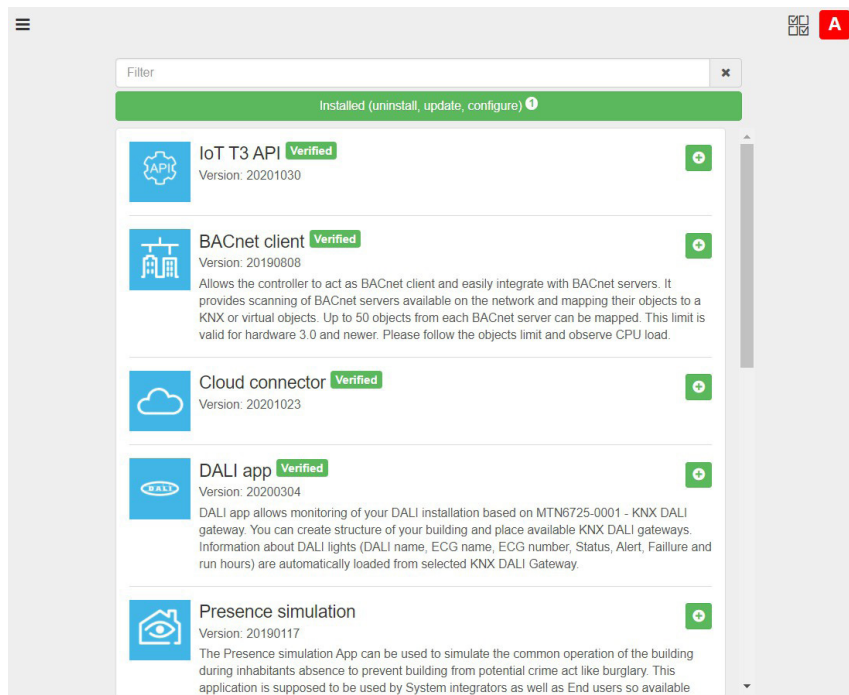 A
Filter
Installed (uninstall, update, configure) 1
API
IoT T3 API Verified
Version: 20201030
BACnet client Verified
Version: 20190808
Allows the controller to act as BACnet client and easily integrate with BACnet servers. It
provides scanning of BACnet servers available on the network and mapping their objects to a
KNX or virtual objects. Up to 50 objects from each BACnet server can be mapped. This limit is
valid for hardware 3.0 and newer. Please follow the objects limit and observe CPU load.
Cloud connector Verified
Version: 20201023
DALI
DALI app Verified
Version: 20200304
DALI app allows monitoring of your DALI installation based on MTN6725-0001 - KNX DALI
gateway. You can create structure of your building and place available KNX DALI gateways.
Information about DALI lights (DALI name, ECG name, ECG number, Status, Alert, Faillure and
run hours) are automatically loaded from selected KNX DALI Gateway.
Presence simulation
Version: 20190117
The Presence simulation App can be used to simulate the common operation of the building
during inhabitants absence to prevent building from potential crime act like burglary. This
application is supposed to be used by System integrators as well as End users so available